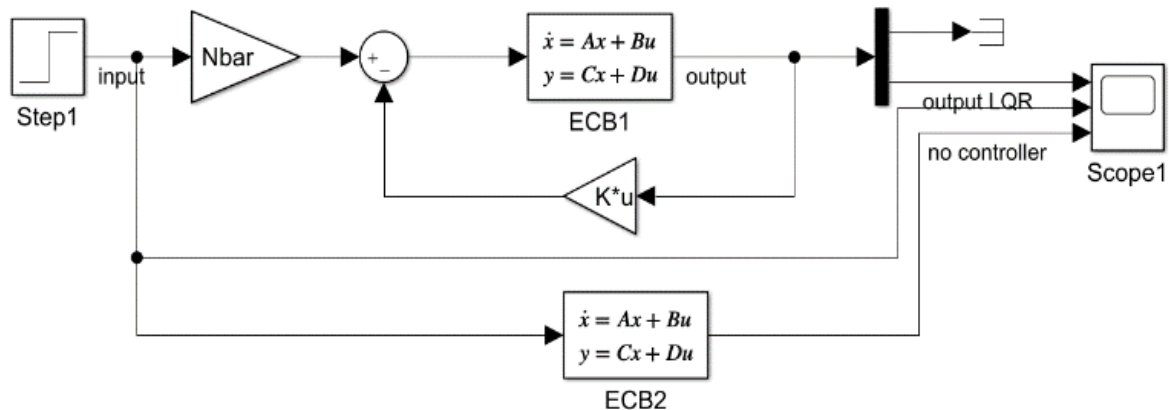 Step1
input
Nbar
+
−
ẋ = Ax + Bu
y = Cx + Du
ECB1
output
output LQR
no controller
Scope1
K*u
ẋ = Ax + Bu
y = Cx + Du
ECB2